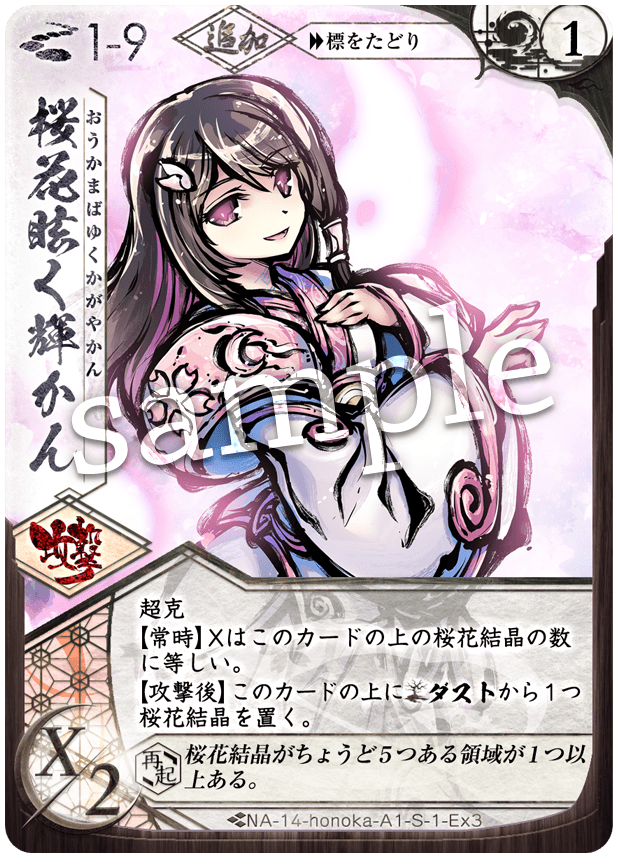 1-9
追加
標をたどり
1
桜花眩く輝かん
おうかまばゆくかがやかん
sample
攻撃
超克
【常時】Xはこのカードの上の桜花結晶の数
に等しい。
【攻撃後】このカードの上にダストから1つ
桜花結晶を置く。
X/2
再起
桜花結晶がちょうど5つある領域が1つ以
上ある。
NA-14-honoka-A1-S-1-Ex3